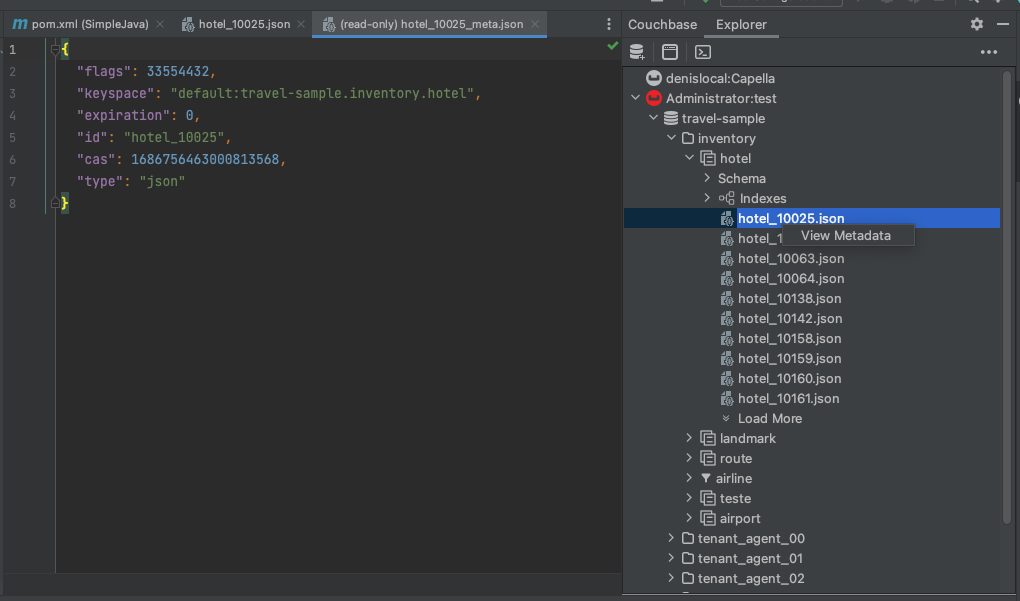 pom.xml (SimpleJava)
hotel_10025.json
(read-only) hotel_10025_meta.json
1 {
2 "flags": 33554432,
3 "keyspace": "default:travel-sample.inventory.hotel",
4 "expiration": 0,
5 "id": "hotel_10025",
6 "cas": 1686756463000813568,
7 "type": "json"
8 }
Couchbase
Explorer
denislocal:Capella
Administrator:test
travel-sample
inventory
hotel
Schema
Indexes
hotel_10025.json
View Metadata
hotel_10063.json
hotel_10064.json
hotel_10138.json
hotel_10142.json
hotel_10158.json
hotel_10159.json
hotel_10160.json
hotel_10161.json
Load More
landmark
route
airline
teste
airport
tenant_agent_00
tenant_agent_01
tenant_agent_02